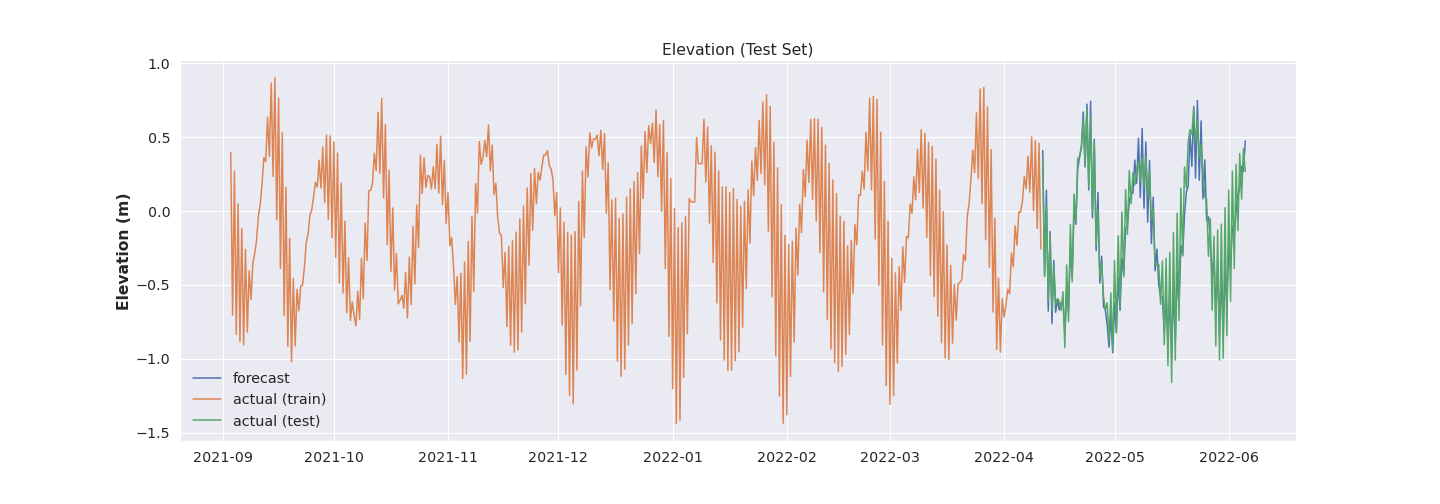 Elevation (Test Set)
1.0
0.5
0.0
−0.5
−1.0
−1.5
Elevation (m)
forecast
actual (train)
actual (test)
2021-09 2021-10 2021-11 2021-12 2022-01 2022-02 2022-03 2022-04 2022-05 2022-06